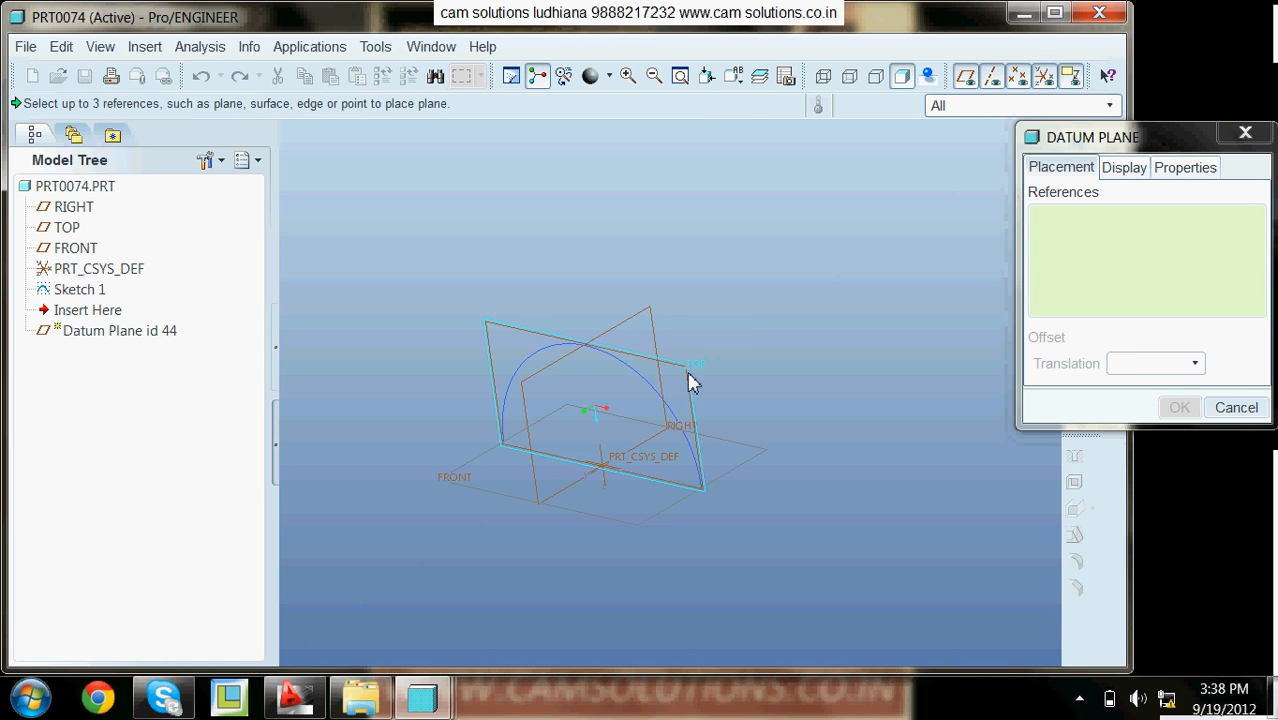 cam solutions ludhiana 9888217232 www.cam solutions.co.in
PRT0074 (Active) - Pro/ENGINEER
File Edit View Insert Analysis Info Applications Tools Window Help
Select up to 3 references, such as plane, surface, edge or point to place plane.
All
Model Tree
PRT0074.PRT
RIGHT
TOP
FRONT
PRT_CSYS_DEF
Sketch 1
Insert Here
Datum Plane id 44
TOP
RIGHT
PRT_CSYS_DEF
FRONT
DATUM PLANE
Placement Display Properties
References
Offset
Translation
OK Cancel
3:38 PM
9/19/2012